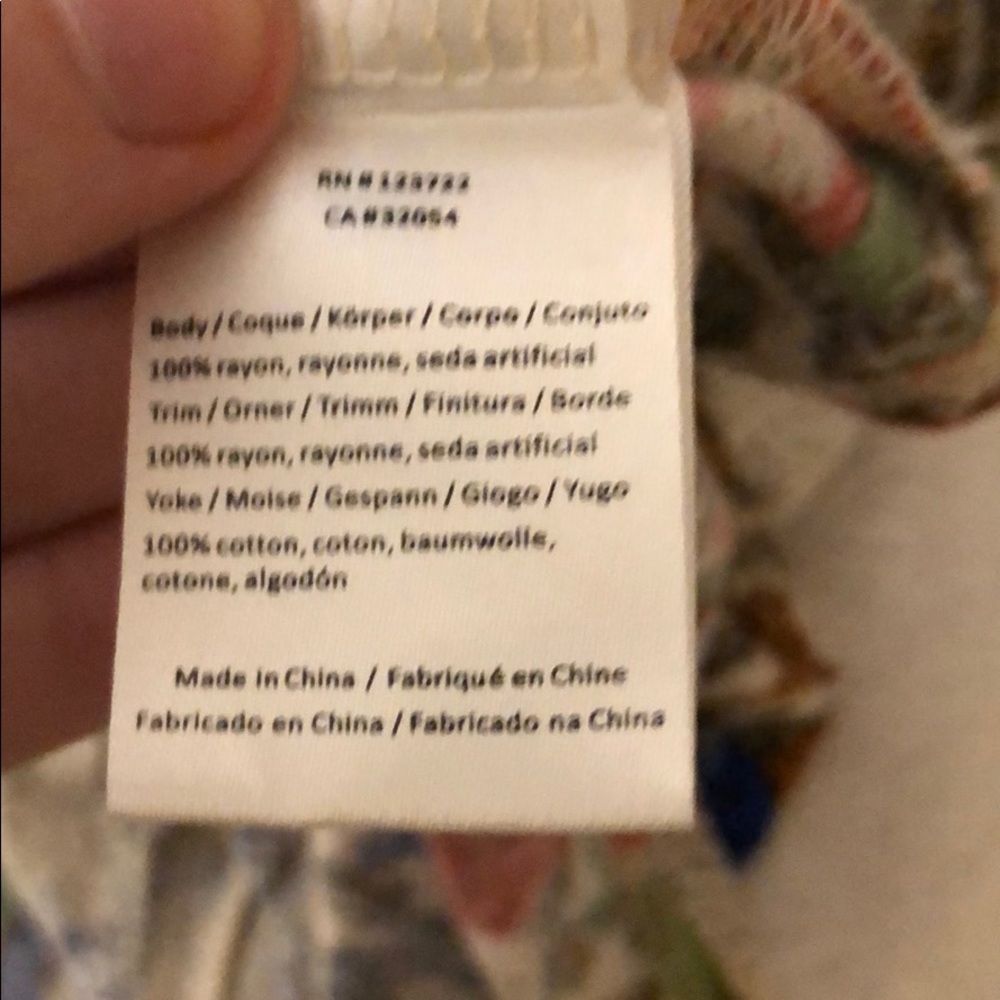 RN # 123722
CA #32054
Body / Coque / Körper / Corpo / Conjuto
100% rayon, rayonne, seda artificial
Trim / Orner / Trimm / Finitura / Borde
100% rayon, rayonne, seda artificial
Yoke / Moise / Gespann / Giogo / Yugo
100% cotton, coton, baumwolle,
cotone, algodón
Made in China / Fabriqué en Chine
Fabricado en China / Fabricado na China